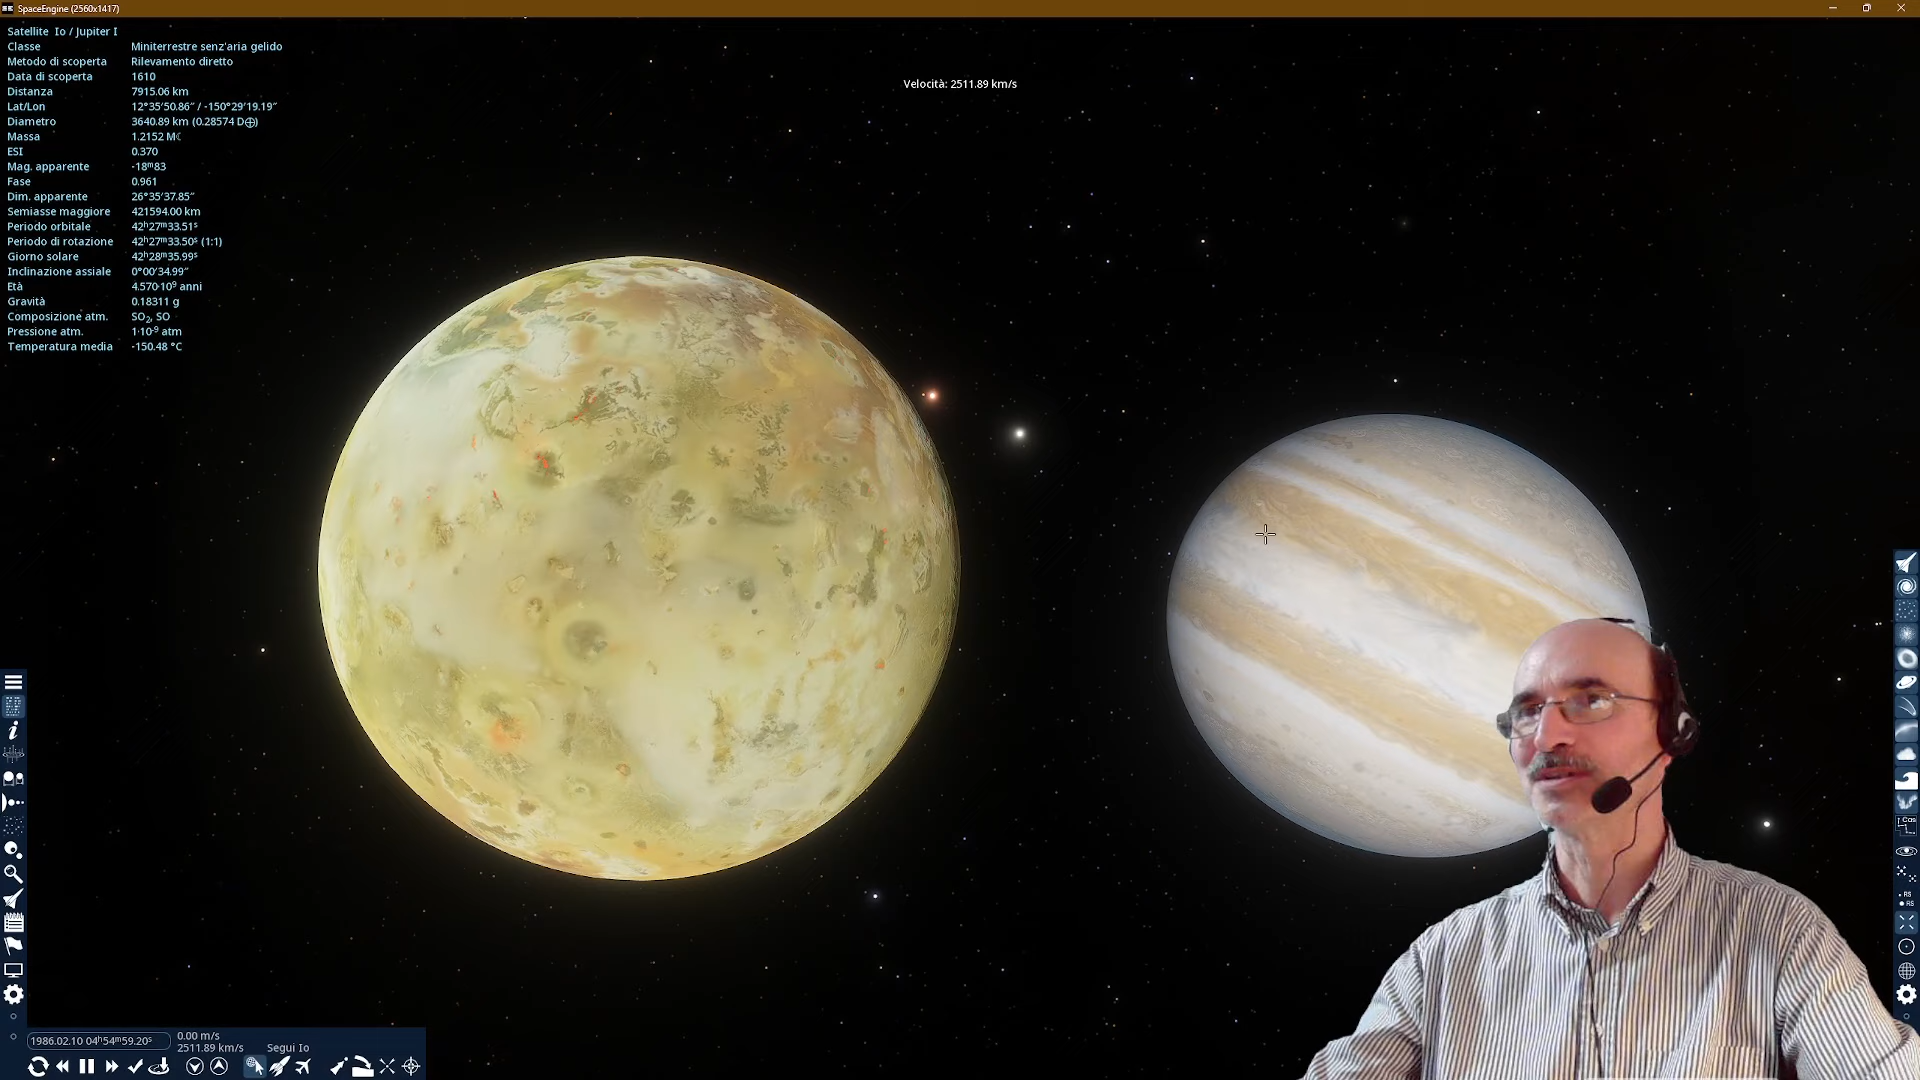 SpaceEngine (2560x1417)
Satellite Io / Jupiter I
Classe Miniterrestre senz'aria gelido
Metodo di scoperta Rilevamento diretto
Data di scoperta 1610
Distanza 7915.06 km
Lat/Lon 12°35'50.86" / -150°29'19.19"
Diametro 3640.89 km (0.28574 D⊕)
Massa 1.2152 M☾
ESI 0.370
Mag. apparente -18ᵐ83
Fase 0.961
Dim. apparente 26°35'37.85"
Semiasse maggiore 421594.00 km
Periodo orbitale 42ʰ27ᵐ33.51ˢ
Periodo di rotazione 42ʰ27ᵐ33.50ˢ (1:1)
Giorno solare 42ʰ28ᵐ35.99ˢ
Inclinazione assiale 0°00'34.99"
Età 4.570·10⁹ anni
Gravità 0.18311 g
Composizione atm. SO₂, SO
Pressione atm. 1·10⁻⁹ atm
Temperatura media -150.48 °C
Velocità: 2511.89 km/s
RS
RS
1986.02.10 04ʰ54ᵐ59.20ˢ
0.00 m/s
2511.89 km/s Segui Io